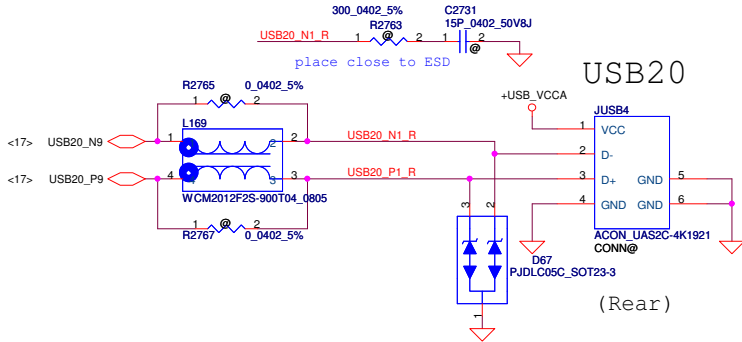 300_0402_5%
C2731
R2763
15P_0402_50V8J
USB20_N1_R
1
@
2
1
2
@
place close to ESD
USB20
R2765
0_0402_5%
+USB_VCCA
1
@
2
JUSB4
L169
1
VCC
<17>
USB20_N9
1
2
2
USB20_N1_R
2
D-
<17>
USB20_P9
4
3
3
USB20_P1_R
3
D+
GND
5
4
GND
GND
6
WCM2012F2S-900T04_0805
1
@
2
R2767
0_0402_5%
3
2
ACON_UAS2C-4K1921
CONN@
D67
PJDLC05C_SOT23-3
1
(Rear)